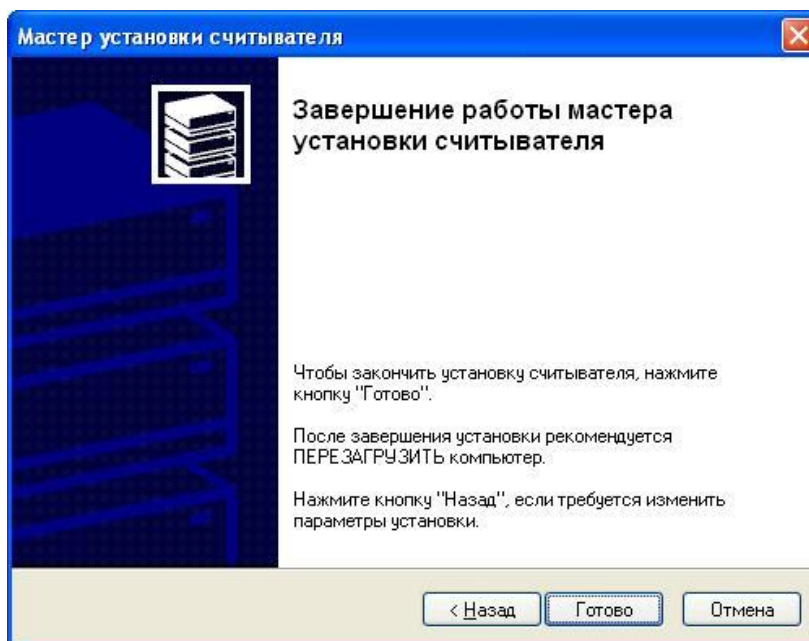 Мастер установки считывателя
Завершение работы мастера
установки считывателя
Чтобы закончить установку считывателя, нажмите
кнопку "Готово".
После завершения установки рекомендуется
ПЕРЕЗАГРУЗИТЬ компьютер.
Нажмите кнопку "Назад", если требуется изменить
параметры установки.
< Назад Готово Отмена